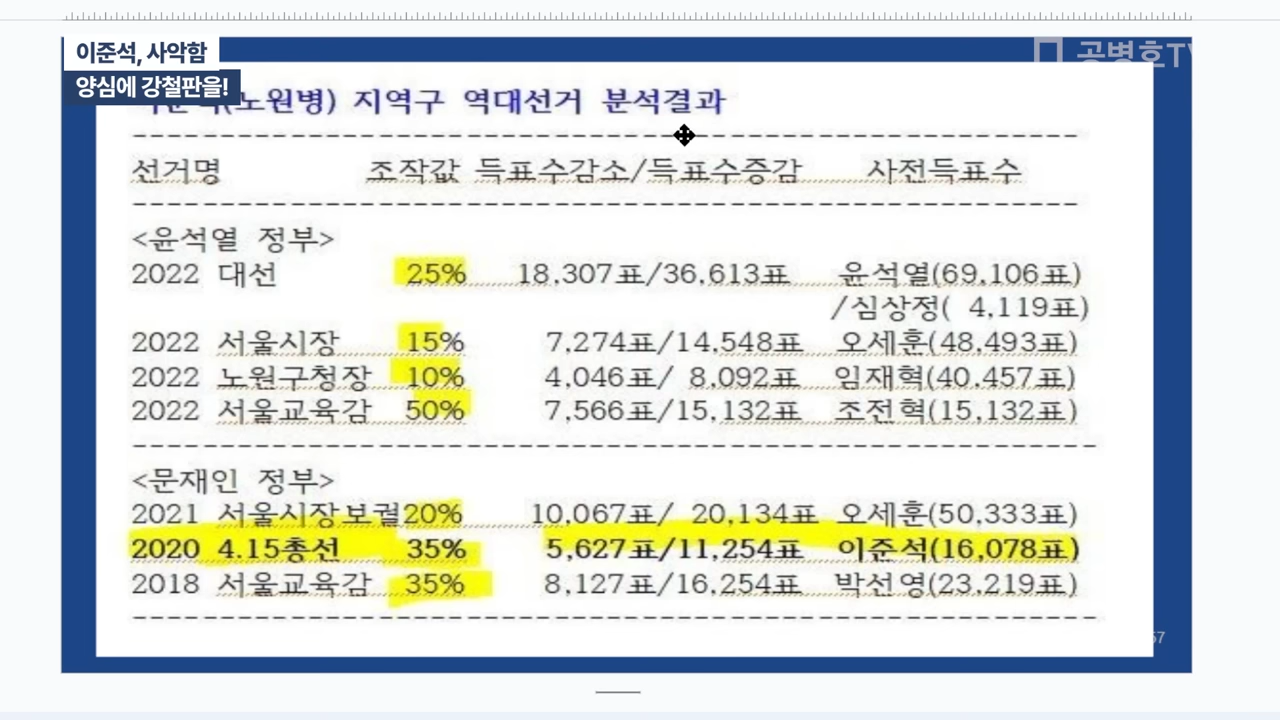 이준석, 사악함
공병호TV
양심에 강철판을!
이준석(노원병) 지역구 역대선거 분석결과
선거명 조작값 득표수감소/득표수증감 사전득표수
<윤석열 정부>
2022 대선 25% 18,307표/36,613표 윤석열(69,106표)
/심상정( 4,119표)
2022 서울시장 15% 7,274표/14,548표 오세훈(48,493표)
2022 노원구청장 10% 4,046표/ 8,092표 임재혁(40,457표)
2022 서울교육감 50% 7,566표/15,132표 조전혁(15,132표)
<문재인 정부>
2021 서울시장보궐20% 10,067표/ 20,134표 오세훈(50,333표)
2020 4.15총선 35% 5,627표/11,254표 이준석(16,078표)
2018 서울교육감 35% 8,127표/16,254표 박선영(23,219표)
57